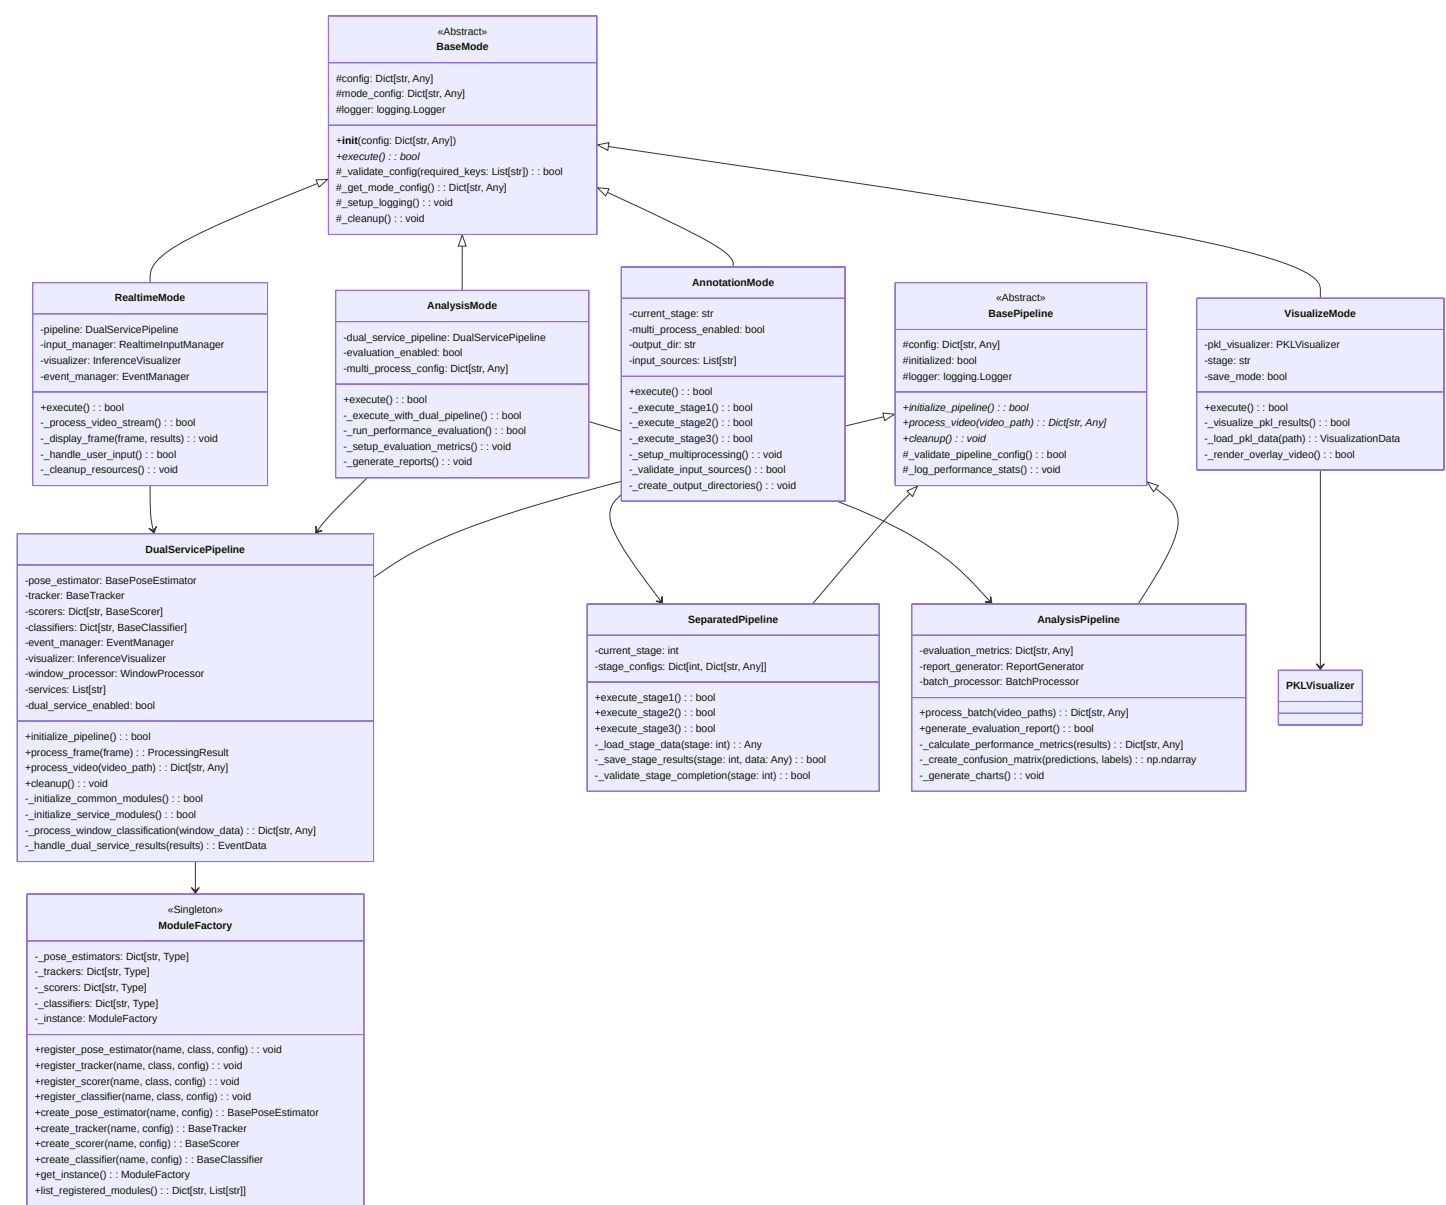 «Abstract»
BaseMode
#config: Dict[str, Any]
#mode_config: Dict[str, Any]
#logger: logging.Logger
+init(config: Dict[str, Any])
+execute() : : bool
#_validate_config(required_keys: List[str]) : : bool
#_get_mode_config() : : Dict[str, Any]
#_setup_logging() : : void
#_cleanup() : : void
RealtimeMode
-pipeline: DualServicePipeline
-input_manager: RealtimeInputManager
-visualizer: InferenceVisualizer
-event_manager: EventManager
+execute() : : bool
-_process_video_stream() : : bool
-_display_frame(frame, results) : : void
-_handle_user_input() : : bool
-_cleanup_resources() : : void
AnalysisMode
-dual_service_pipeline: DualServicePipeline
-evaluation_enabled: bool
-multi_process_config: Dict[str, Any]
+execute() : : bool
-_execute_with_dual_pipeline() : : bool
-_run_performance_evaluation() : : bool
-_setup_evaluation_metrics() : : void
-_generate_reports() : : void
AnnotationMode
-current_stage: str
-multi_process_enabled: bool
-output_dir: str
-input_sources: List[str]
+execute() : : bool
-_execute_stage1() : : bool
-_execute_stage2() : : bool
-_execute_stage3() : : bool
-_setup_multiprocessing() : : void
-_validate_input_sources() : : bool
-_create_output_directories() : : void
«Abstract»
BasePipeline
#config: Dict[str, Any]
#initialized: bool
#logger: logging.Logger
+initialize_pipeline() : : bool
+process_video(video_path) : : Dict[str, Any]
+cleanup() : : void
#_validate_pipeline_config() : : bool
#_log_performance_stats() : : void
VisualizeMode
-pkl_visualizer: PKLVisualizer
-stage: str
-save_mode: bool
+execute() : : bool
-_visualize_pkl_results() : : bool
-_load_pkl_data(path) : : VisualizationData
-_render_overlay_video() : : bool
DualServicePipeline
-pose_estimator: BasePoseEstimator
-tracker: BaseTracker
-scorers: Dict[str, BaseScorer]
-classifiers: Dict[str, BaseClassifier]
-event_manager: EventManager
-visualizer: InferenceVisualizer
-window_processor: WindowProcessor
-services: List[str]
-dual_service_enabled: bool
+initialize_pipeline() : : bool
+process_frame(frame) : : ProcessingResult
+process_video(video_path) : : Dict[str, Any]
+cleanup() : : void
-_initialize_common_modules() : : bool
-_initialize_service_modules() : : bool
-_process_window_classification(window_data) : : Dict[str, Any]
-_handle_dual_service_results(results) : : EventData
SeparatedPipeline
-current_stage: int
-stage_configs: Dict[int, Dict[str, Any]]
+execute_stage1() : : bool
+execute_stage2() : : bool
+execute_stage3() : : bool
-_load_stage_data(stage: int) : : Any
-_save_stage_results(stage: int, data: Any) : : bool
-_validate_stage_completion(stage: int) : : bool
AnalysisPipeline
-evaluation_metrics: Dict[str, Any]
-report_generator: ReportGenerator
-batch_processor: BatchProcessor
+process_batch(video_paths) : : Dict[str, Any]
+generate_evaluation_report() : : bool
-_calculate_performance_metrics(results) : : Dict[str, Any]
-_create_confusion_matrix(predictions, labels) : : np.ndarray
-_generate_charts() : : void
PKLVisualizer
«Singleton»
ModuleFactory
-_pose_estimators: Dict[str, Type]
-_trackers: Dict[str, Type]
-_scorers: Dict[str, Type]
-_classifiers: Dict[str, Type]
-_instance: ModuleFactory
+register_pose_estimator(name, class, config) : : void
+register_tracker(name, class, config) : : void
+register_scorer(name, class, config) : : void
+register_classifier(name, class, config) : : void
+create_pose_estimator(name, config) : : BasePoseEstimator
+create_tracker(name, config) : : BaseTracker
+create_scorer(name, config) : : BaseScorer
+create_classifier(name, config) : : BaseClassifier
+get_instance() : : ModuleFactory
+list_registered_modules() : : Dict[str, List[str]]